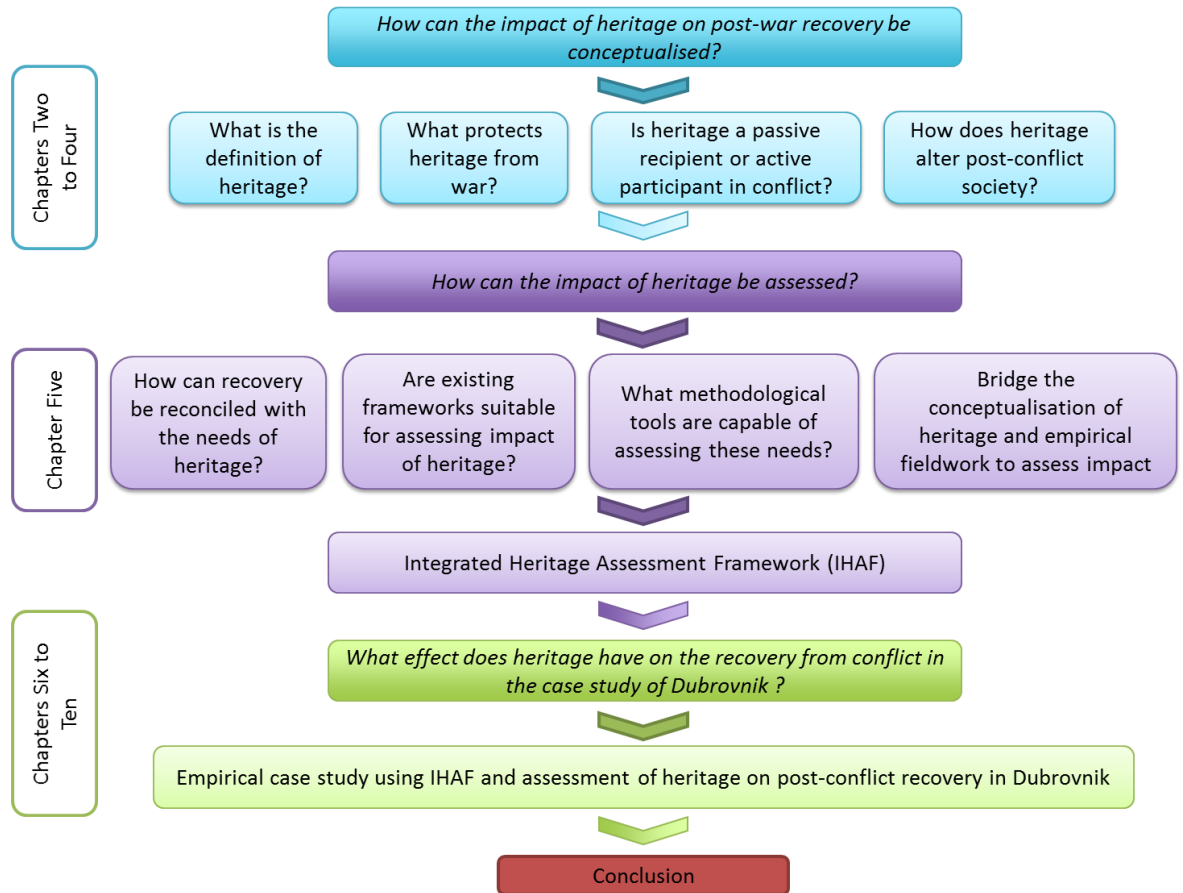 How can the impact of heritage on post-war recovery be
conceptualised?
Chapters Two
to Four
What is the
definition of
heritage?
What protects
heritage from
war?
Is heritage a passive
recipient or active
participant in conflict?
How does heritage
alter post-conflict
society?
How can the impact of heritage be assessed?
Chapter Five
How can recovery
be reconciled with
the needs of
heritage?
Are existing
frameworks suitable
for assessing impact
of heritage?
What methodological
tools are capable of
assessing these needs?
Bridge the
conceptualisation of
heritage and empirical
fieldwork to assess impact
Integrated Heritage Assessment Framework (IHAF)
Chapters Six to
Ten
What effect does heritage have on the recovery from conflict in
the case study of Dubrovnik ?
Empirical case study using IHAF and assessment of heritage on post-conflict recovery in Dubrovnik
Conclusion